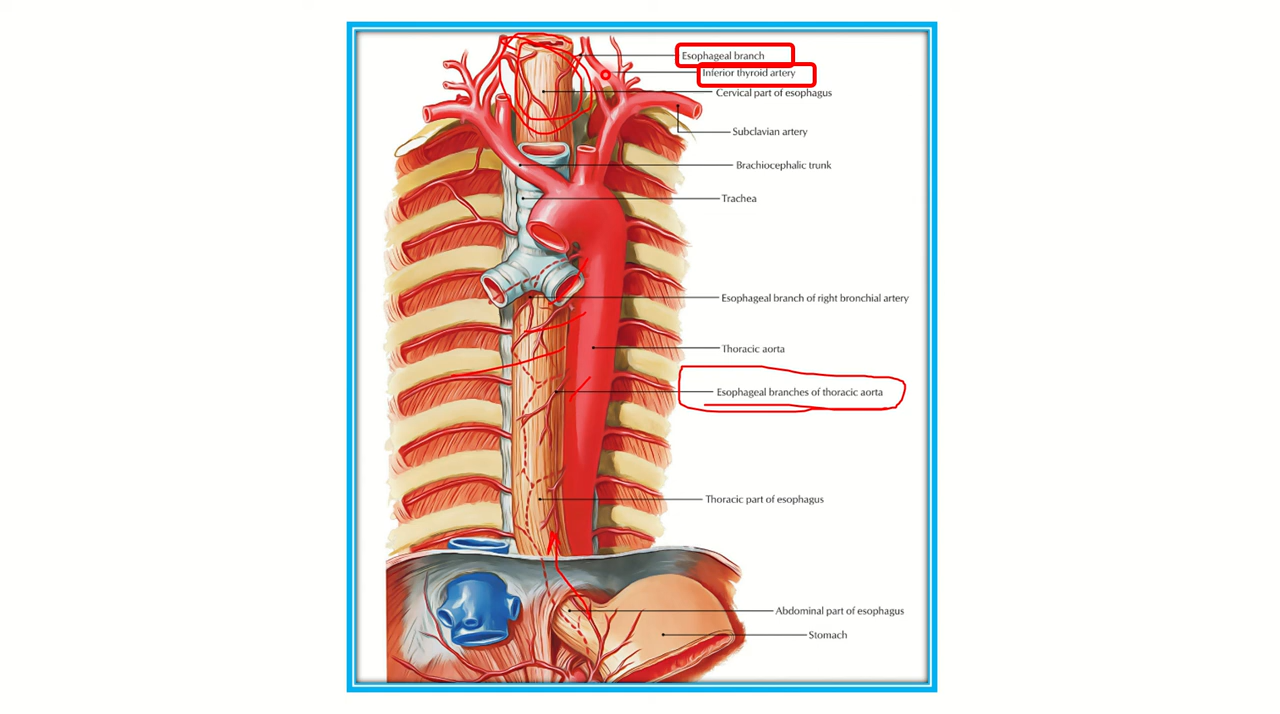 Esophageal branch
Inferior thyroid artery
Cervical part of esophagus
Subclavian artery
Brachiocephalic trunk
Trachea
Esophageal branch of right bronchial artery
Thoracic aorta
Esophageal branches of thoracic aorta
Thoracic part of esophagus
Abdominal part of esophagus
Stomach